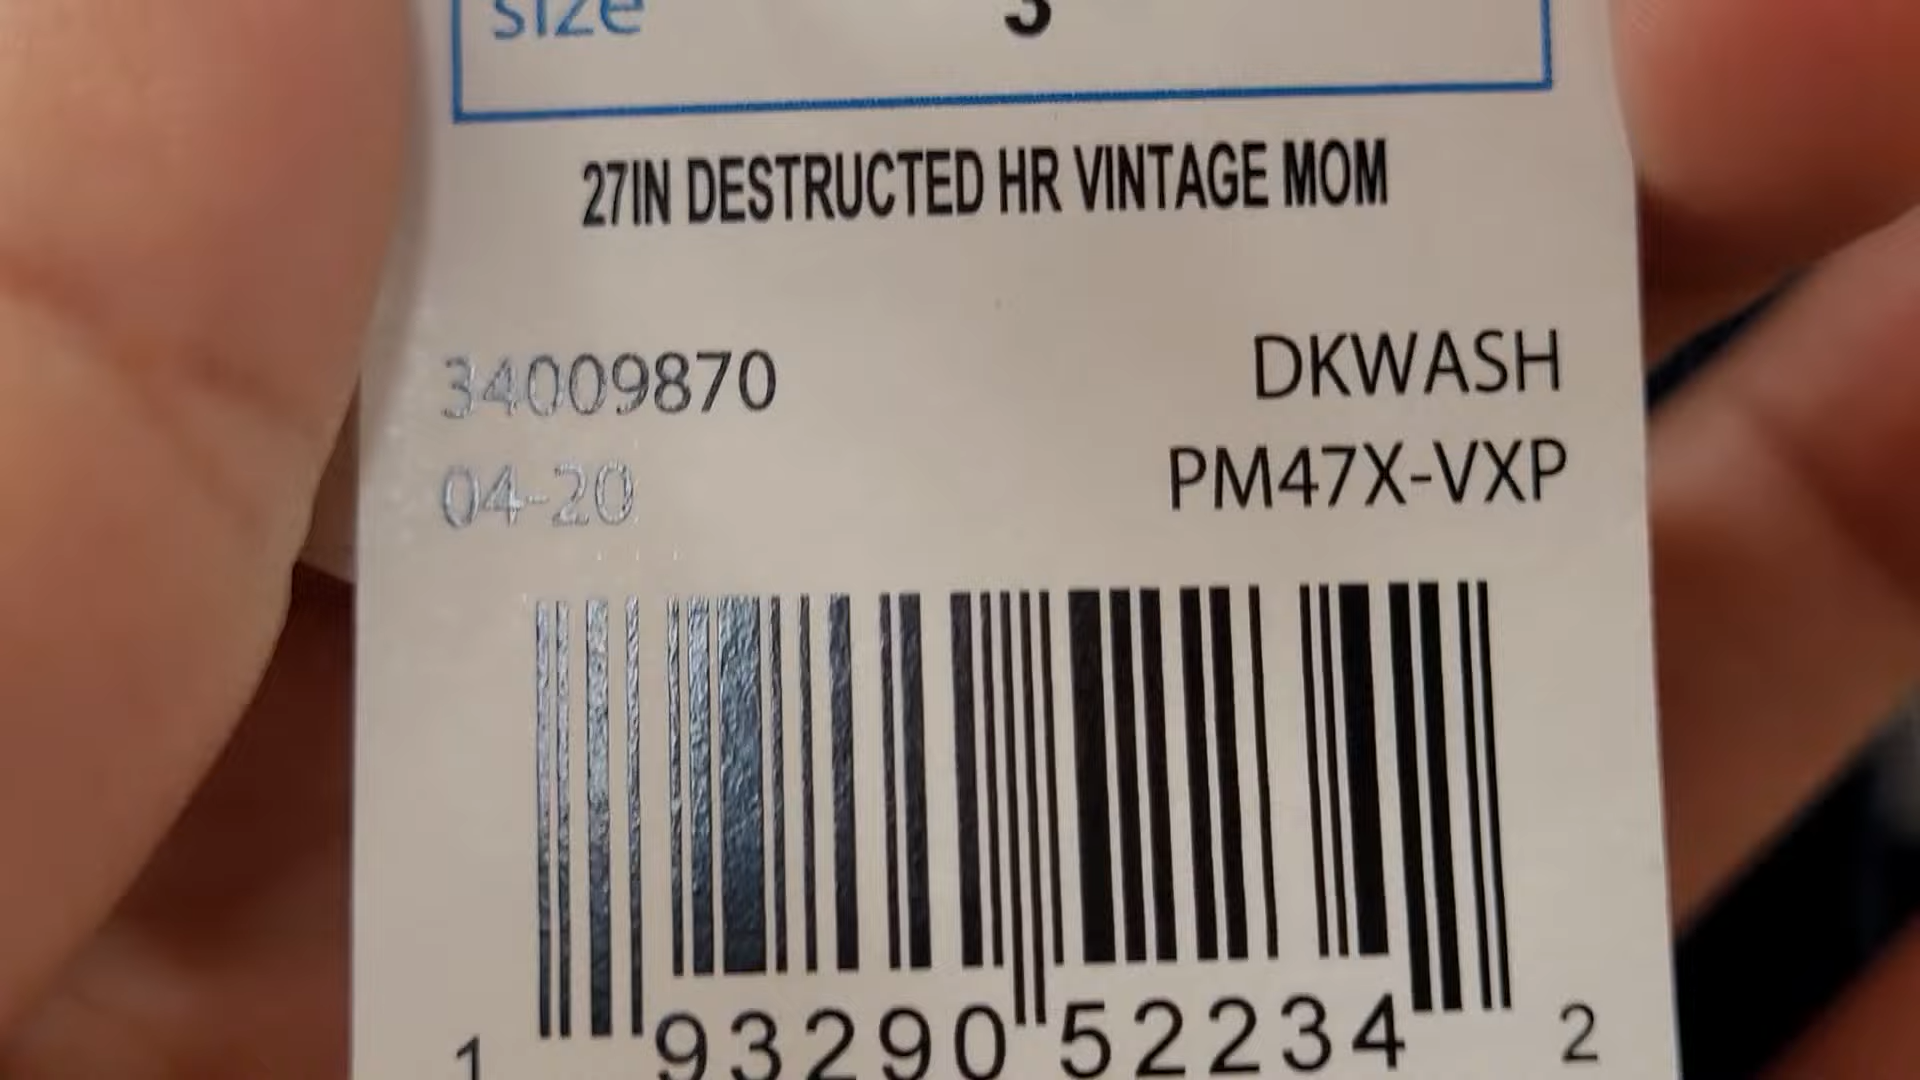 size 3
27IN DESTRUCTED HR VINTAGE MOM
34009870 DKWASH
04-20 PM47X-VXP
1 93290 52234 2